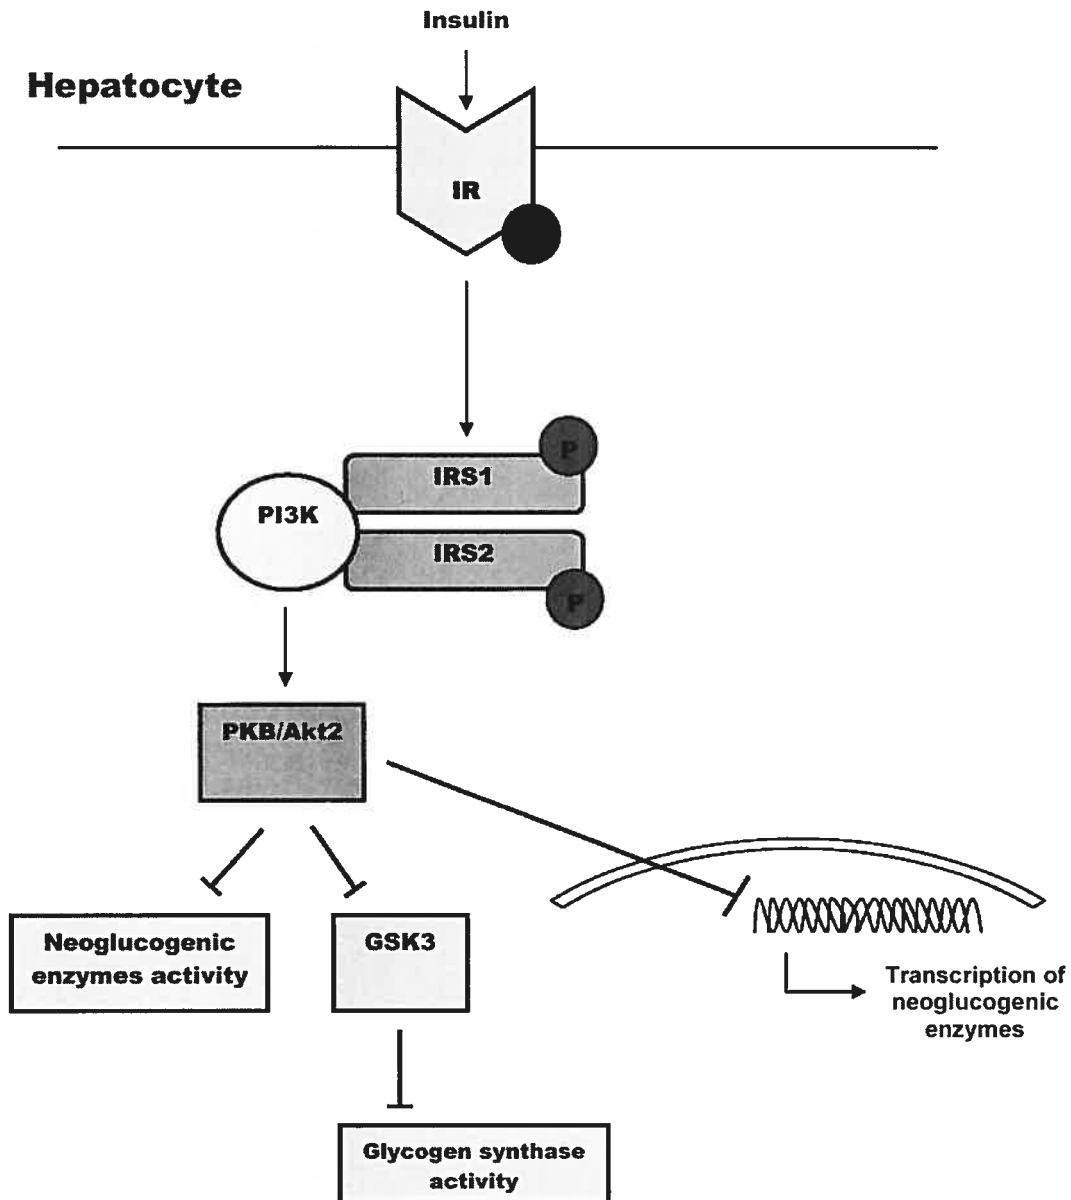 Insulin
Hepatocyte
IR
P
IRS1
PI3K
IRS2
P
PKB/Akt2
Neoglucogenic
enzymes activity
GSK3
Transcription of
neoglucogenic
enzymes
Glycogen synthase
activity